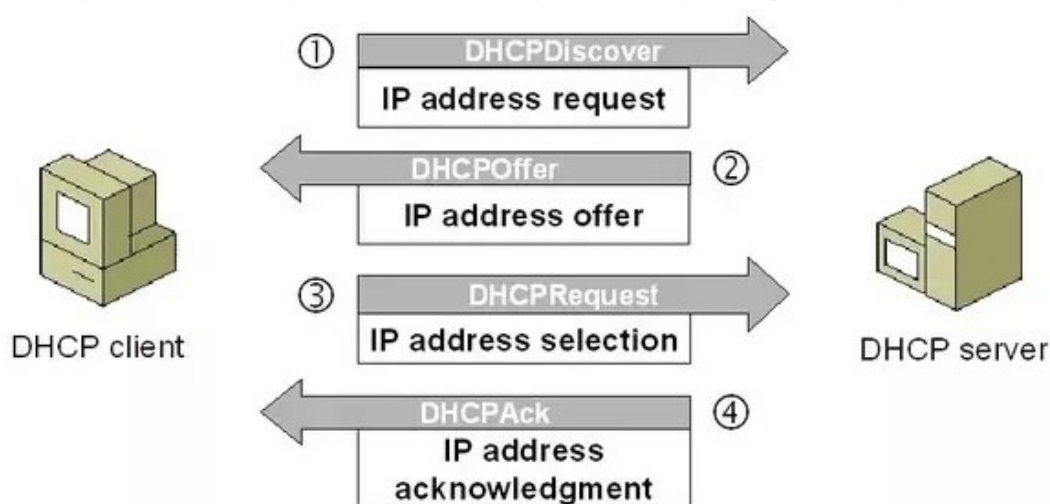 ① DHCPDiscover
IP address request
DHCPOffer ②
IP address offer
③ DHCPRequest
IP address selection
DHCP client
DHCP server
DHCPAck ④
IP address
acknowledgment